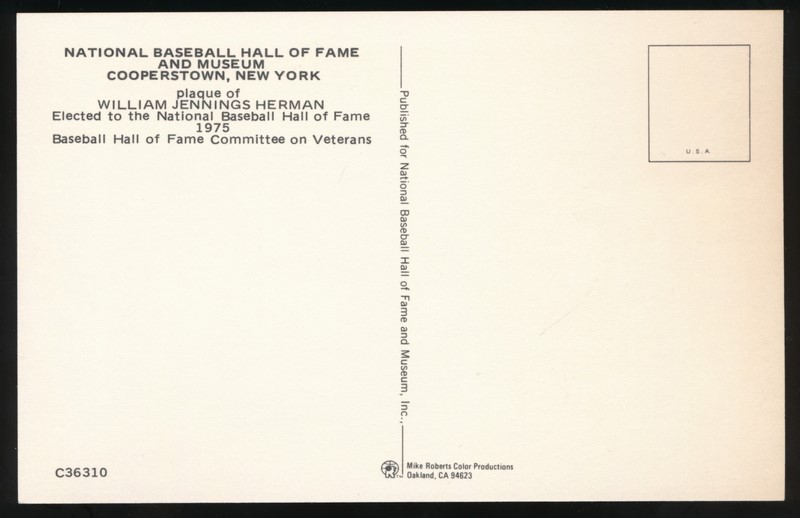 NATIONAL BASEBALL HALL OF FAME
AND MUSEUM
COOPERSTOWN, NEW YORK
plaque of
WILLIAM JENNINGS HERMAN
Elected to the National Baseball Hall of Fame
1975
Baseball Hall of Fame Committee on Veterans
C36310
Published for National Baseball Hall of Fame and Museum, Inc.,
Mike Roberts Color Productions
Oakland, CA 94623
U.S.A.